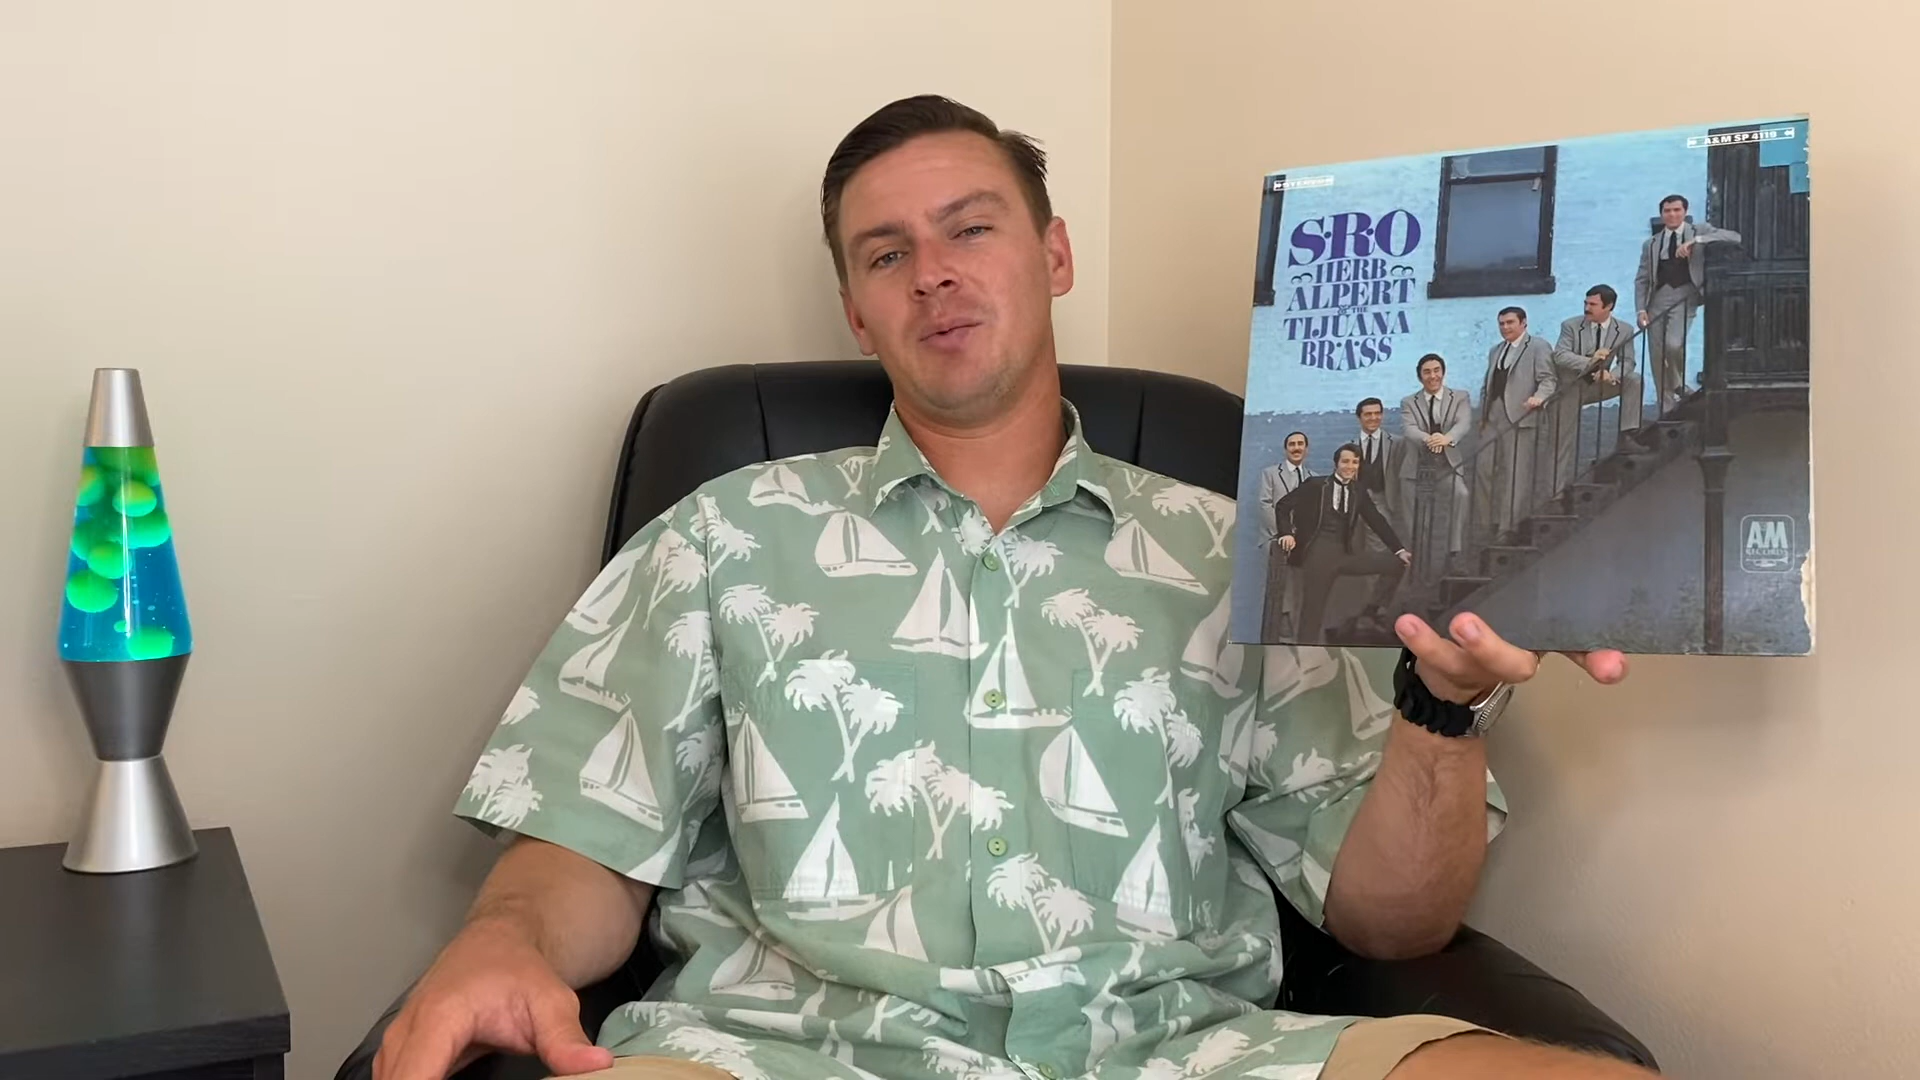 STEREO
A&M SP 4119
S·R·O
HERB
ALPERT
& THE
TIJUANA
BRASS
A&M
RECORDS